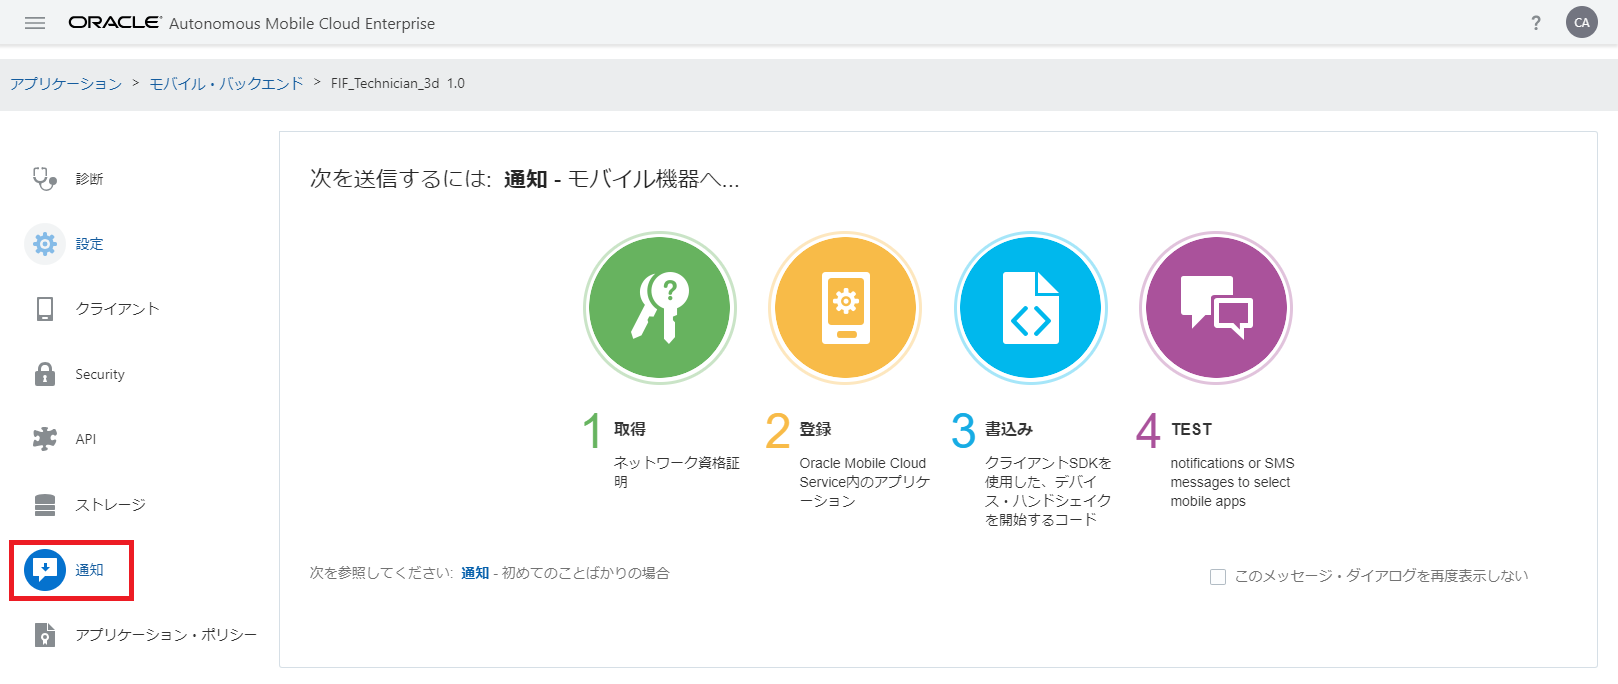 ORACLE Autonomous Mobile Cloud Enterprise ? CA
アプリケーション > モバイル・バックエンド > FIF_Technician_3d 1.0
診断
設定
クライアント
Security
API
ストレージ
通知
アプリケーション・ポリシー
次を送信するには: 通知 - モバイル機器へ...
?
1 取得
ネットワーク資格証
明
2 登録
Oracle Mobile Cloud
Service内のアプリケ
ーション
3 書込み
クライアントSDKを
使用した、デバイ
ス・ハンドシェイク
を開始するコード
4 TEST
notifications or SMS
messages to select
mobile apps
次を参照してください: 通知 - 初めてのことばかりの場合
このメッセージ・ダイアログを再度表示しない